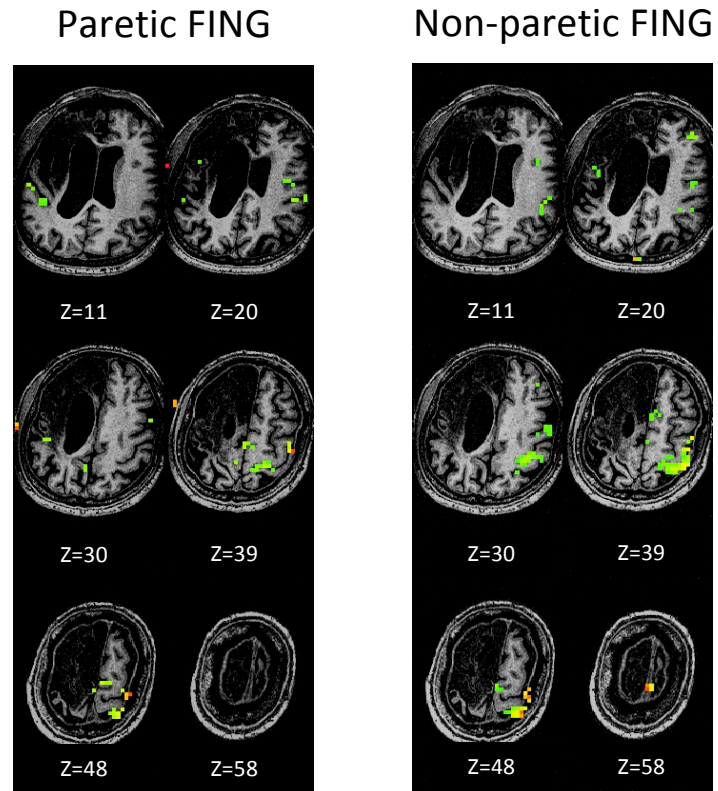 Paretic FING
Non-paretic FING
Z=11
Z=20
Z=11
Z=20
Z=30
Z=39
Z=30
Z=39
Z=48
Z=58
Z=48
Z=58